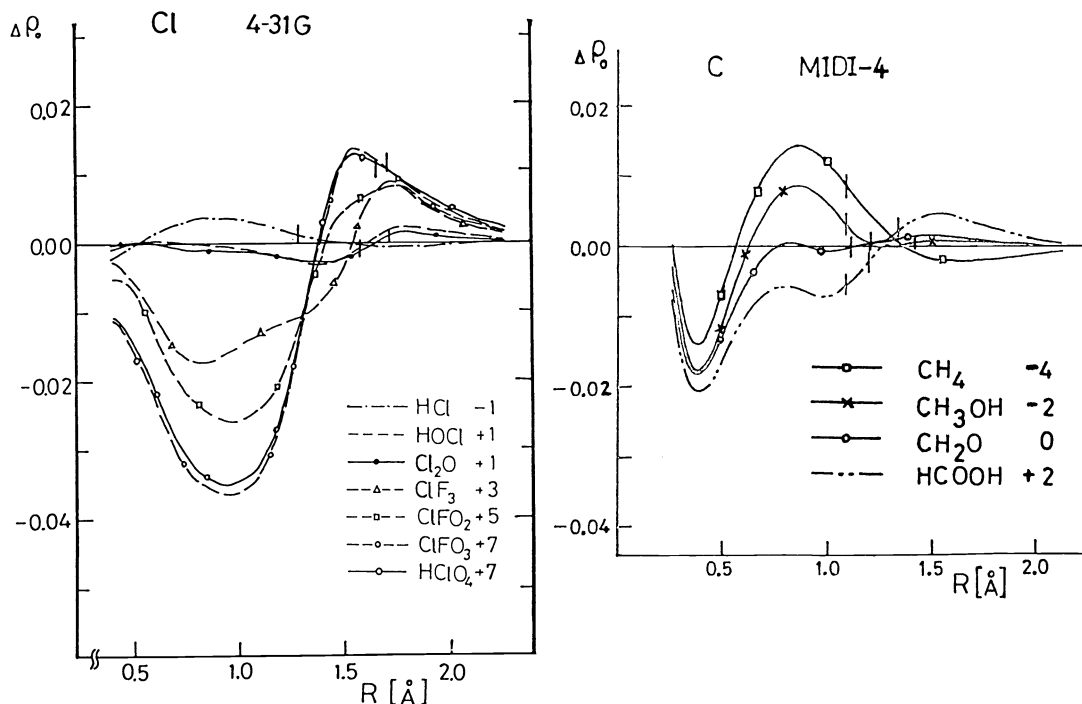 Δρ₀ Cl 4-31G
0.02
0.00
-0.02
-0.04
HCl -1
HOCl +1
Cl₂O +1
ClF₃ +3
ClFO₂ +5
ClFO₃ +7
HClO₄ +7
0.5 1.0 1.5 2.0
R [Å]
Δρ₀ C MIDI-4
0.02
0.00
-0.02
-0.04
CH₄ -4
CH₃OH -2
CH₂O 0
HCOOH +2
0.5 1.0 1.5 2.0
R [Å]